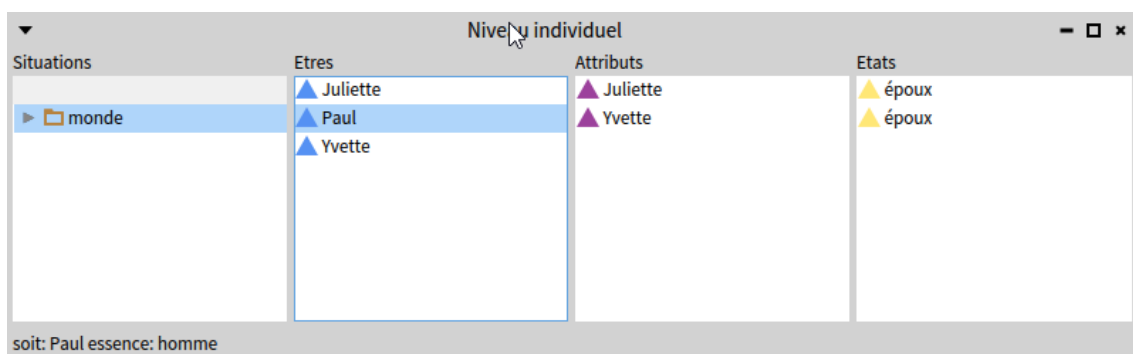 Niveau individuel
Situations Etres Attributs Etats
Juliette Juliette époux
monde Paul Yvette époux
Yvette
soit: Paul essence: homme